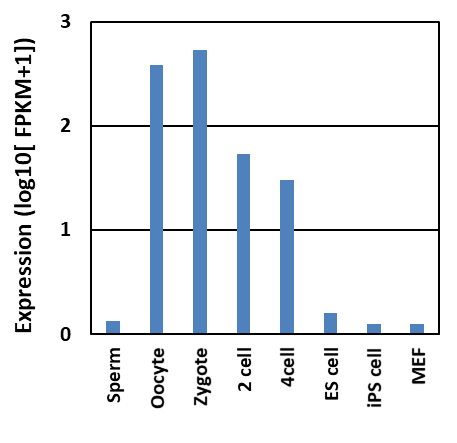 Expression (log10[ FPKM+1])
3
2
1
0
Sperm
Oocyte
Zygote
2 cell
4cell
ES cell
iPS cell
MEF